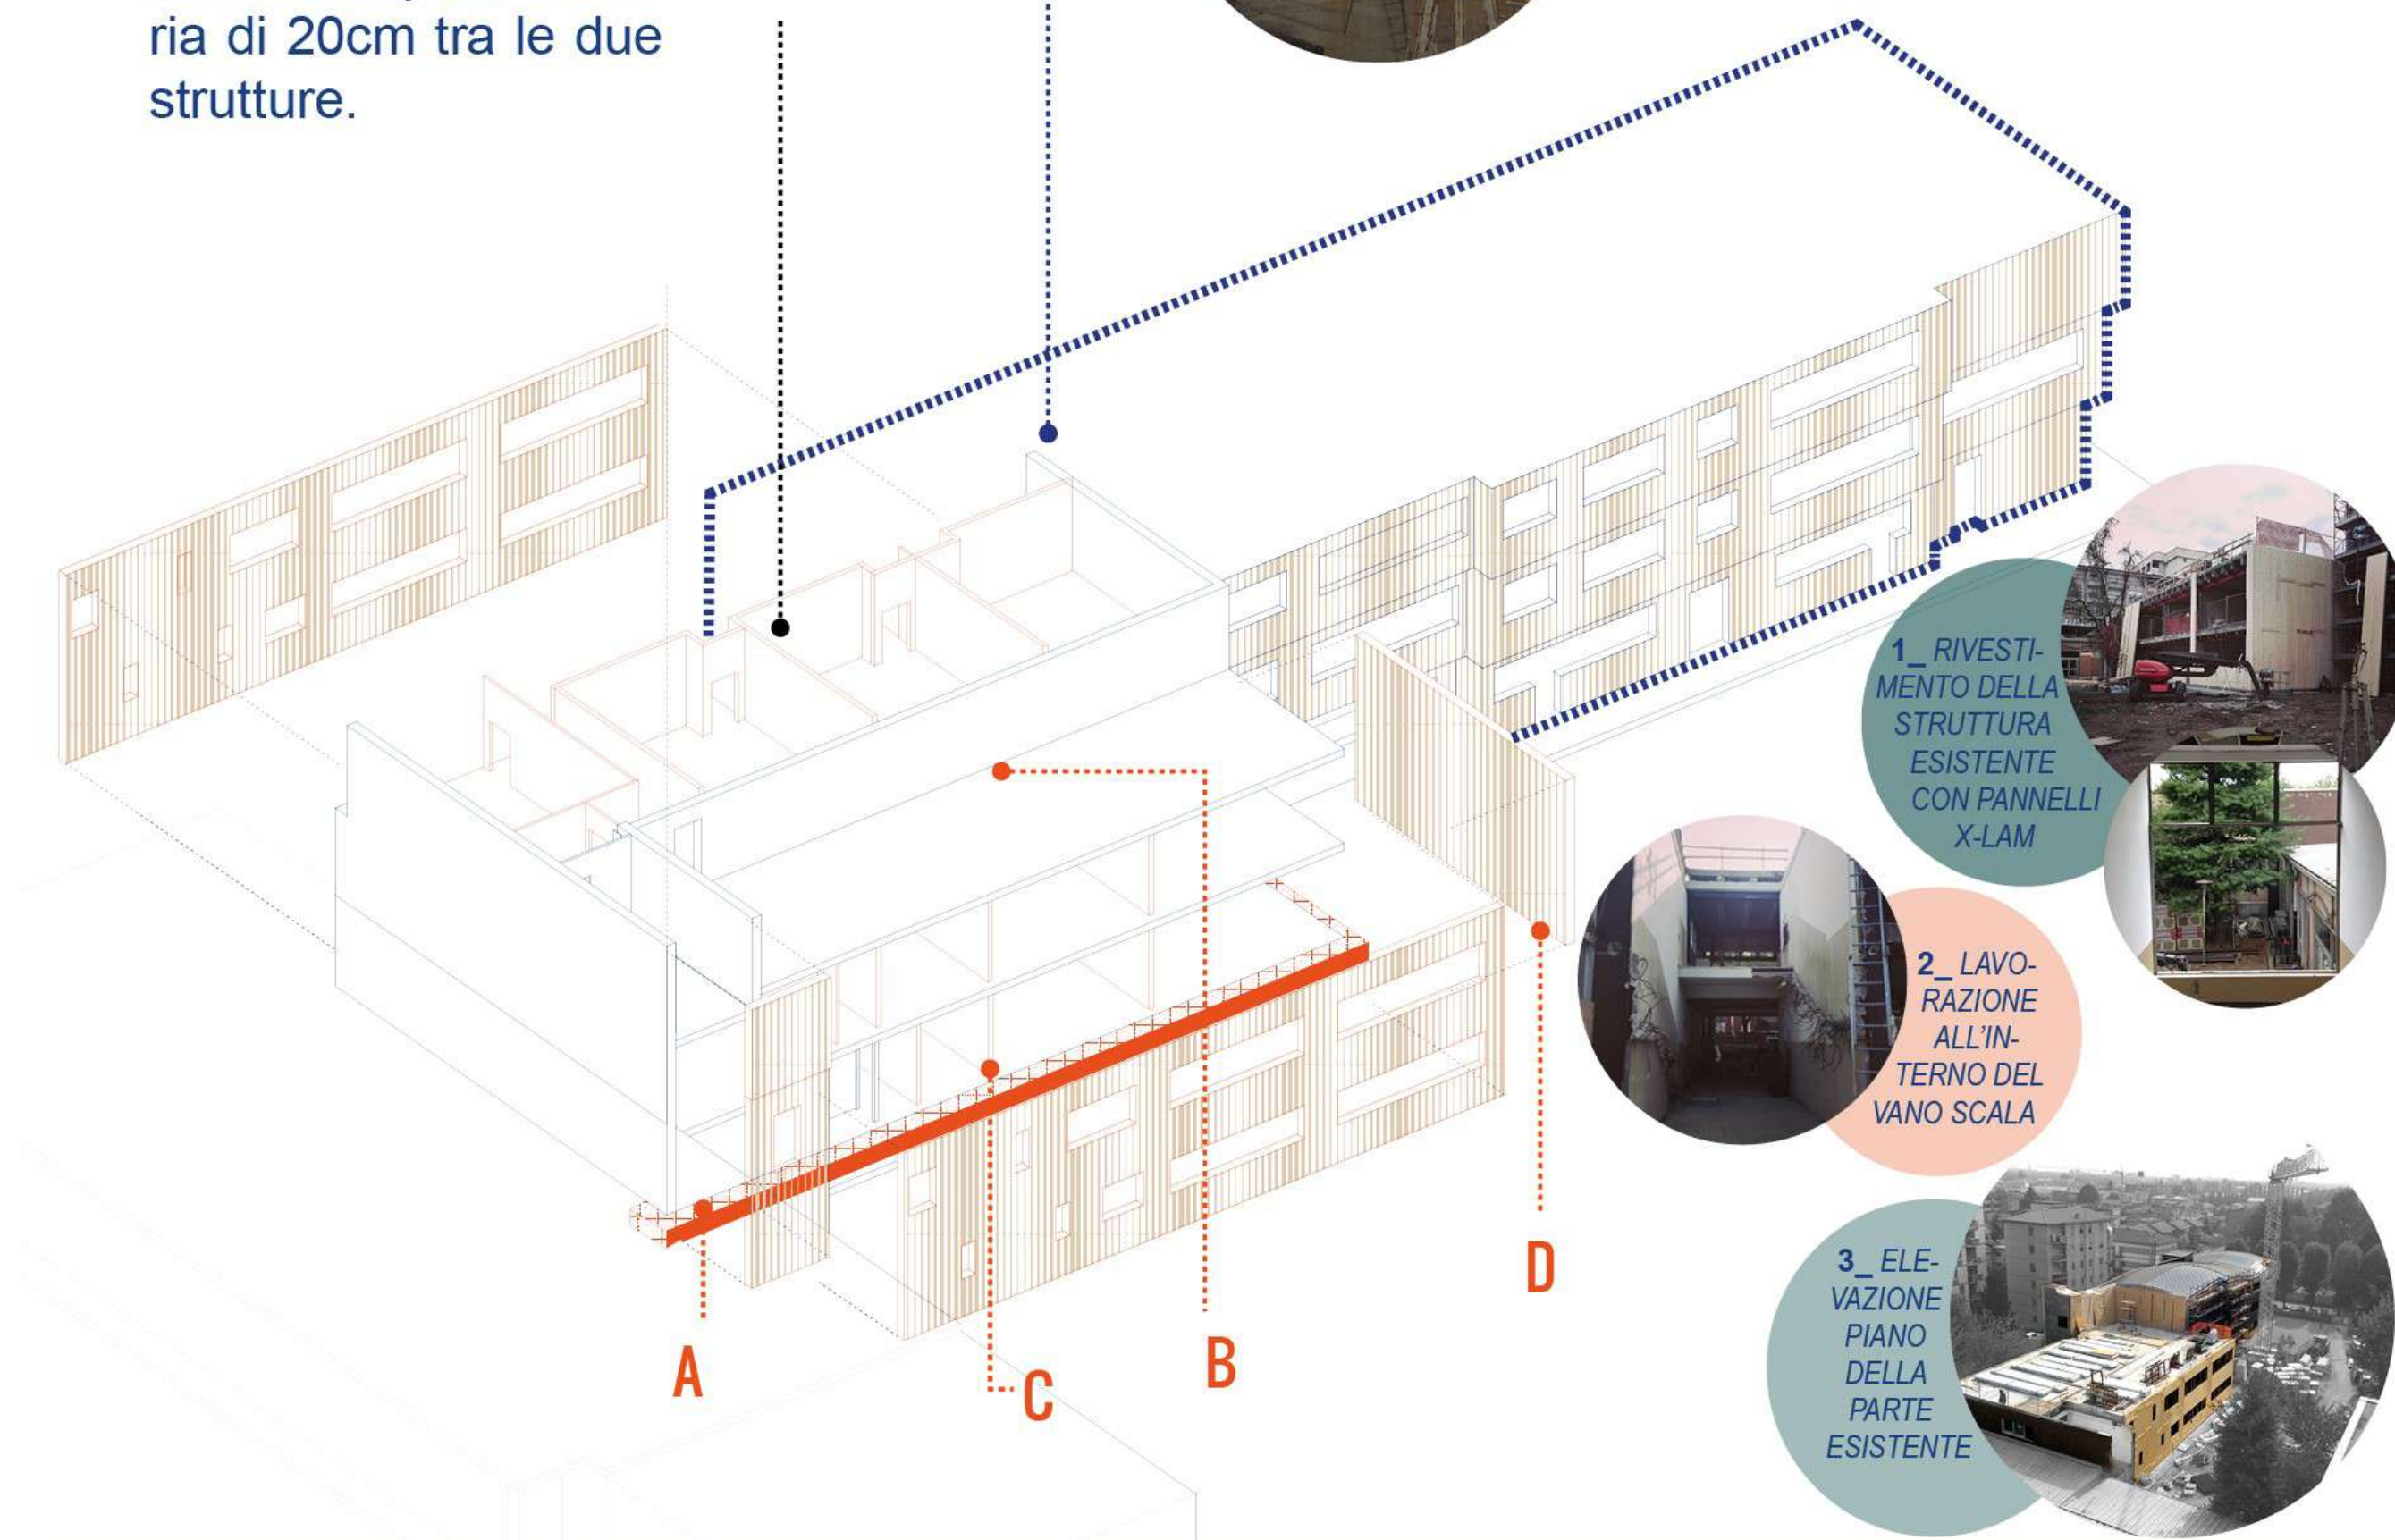 ria di 20cm tra le due
strutture.
1_ RIVESTI-
MENTO DELLA
STRUTTURA
ESISTENTE
CON PANNELLI
X-LAM
2_ LAVO-
RAZIONE
ALL'IN-
TERNO DEL
VANO SCALA
3_ ELE-
VAZIONE
PIANO
DELLA
PARTE
ESISTENTE
A
C
B
D